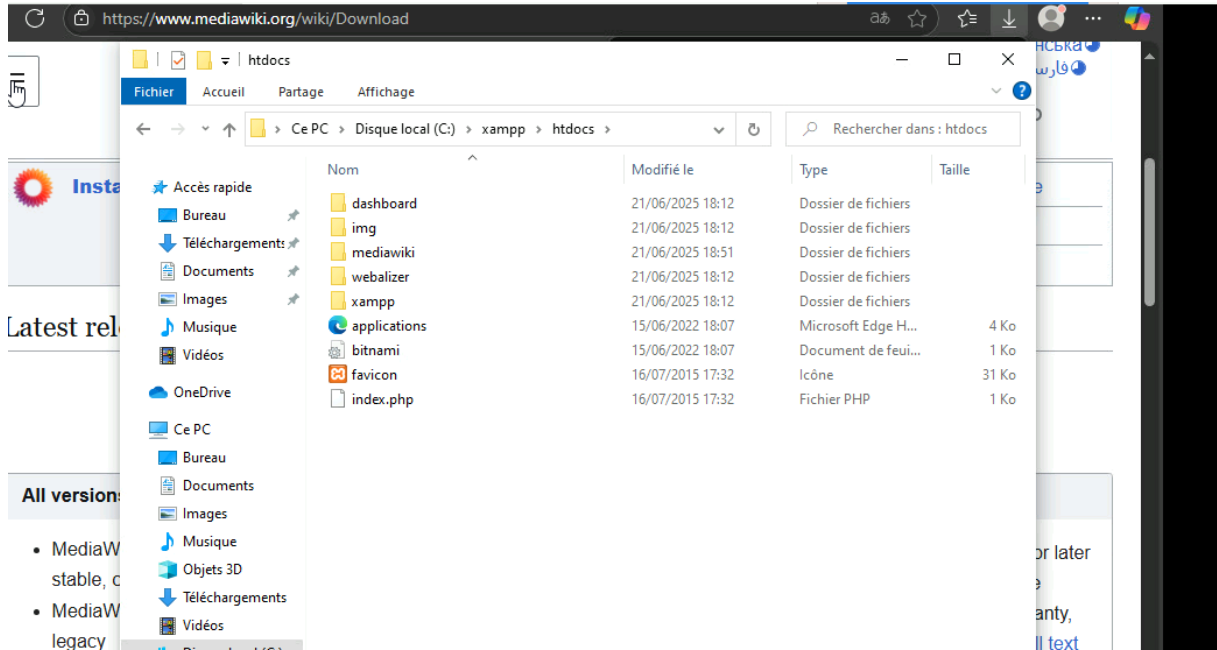 https://www.mediawiki.org/wiki/Download
htdocs
Fichier Accueil Partage Affichage
Ce PC > Disque local (C:) > xampp > htdocs >
Rechercher dans : htdocs
Nom Modifié le Type Taille
Accès rapide
Bureau
Téléchargements
Documents
Images
Musique
Vidéos
OneDrive
Ce PC
Bureau
Documents
Images
Musique
Objets 3D
Téléchargements
Vidéos
dashboard 21/06/2025 18:12 Dossier de fichiers
img 21/06/2025 18:12 Dossier de fichiers
mediawiki 21/06/2025 18:51 Dossier de fichiers
webalizer 21/06/2025 18:12 Dossier de fichiers
xampp 21/06/2025 18:12 Dossier de fichiers
applications 15/06/2022 18:07 Microsoft Edge H... 4 Ko
bitnami 15/06/2022 18:07 Document de feui... 1 Ko
favicon 16/07/2015 17:32 Icône 31 Ko
index.php 16/07/2015 17:32 Fichier PHP 1 Ko
Insta
Latest rel
All versions
MediaW
stable,
MediaW
legacy
or later
anty,
ll text